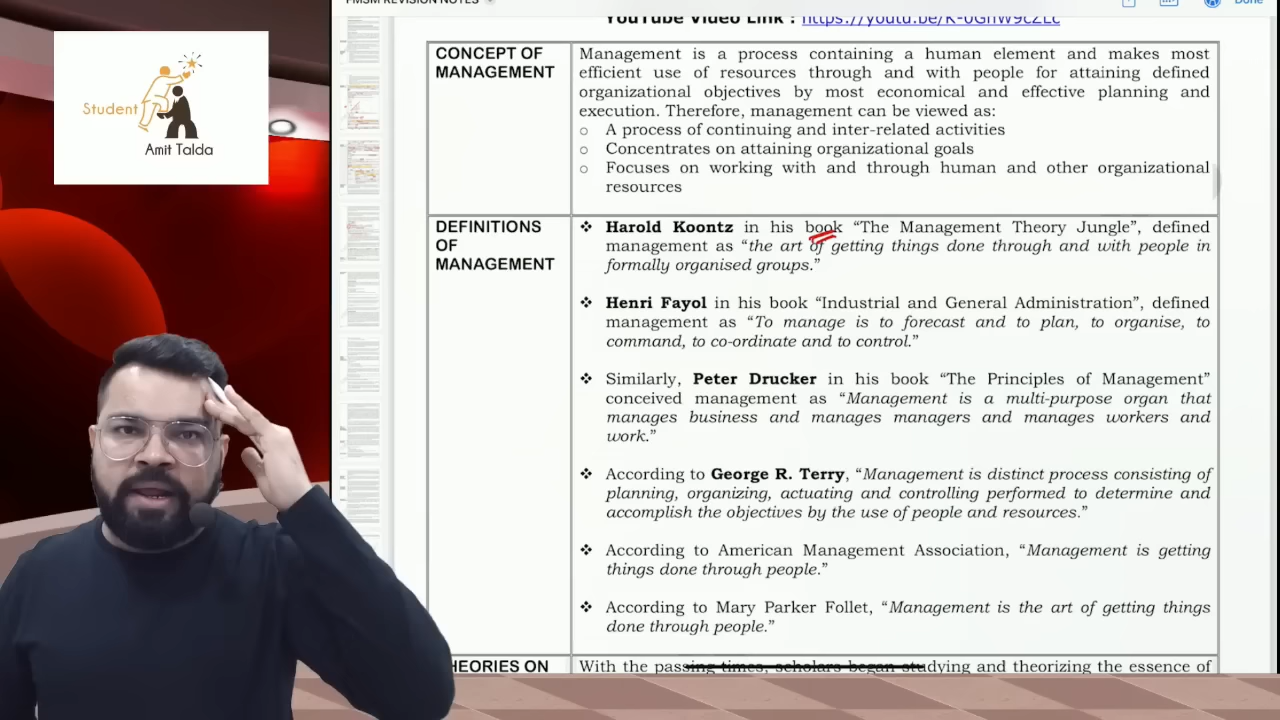 FMSM REVISION NOTES
Done
YouTube Video Link:
Student
Amit Talda
CONCEPT OF
MANAGEMENT
Management is a process containing a human element and makes the
efficient use of resources through and with people for attaining defined
organizational objectives by most economical and effective planning and
execution. Therefore, management can be viewed as:
o A process of continuing and inter-related activities
o Concentrates on attaining organizational goals
o Focuses on working with and through human and other organizational
resources
DEFINITIONS
OF
MANAGEMENT
❖ Harold Koontz in his book “The Management Theory Jungle” defined
management as “the art of getting things done through and with people in
formally organised groups.”
❖ Henri Fayol in his book “Industrial and General Administration” defined
management as “To manage is to forecast and to plan, to organise, to
command, to co-ordinate and to control.”
❖ Similarly, Peter Drucker in his book “The Principles of Management”
conceived management as “Management is a multi-purpose organ that
manages business and manages managers and manages workers and
work.”
❖ According to George R. Terry, “Management is a distinct process consisting of
planning, organizing, actuating and controlling performed to determine and
accomplish the objectives by the use of people and resources.”
❖ According to American Management Association, “Management is getting
things done through people.”
❖ According to Mary Parker Follet, “Management is the art of getting things
done through people.”
THEORIES ON
With the passing times, scholars began studying and theorizing the essence of